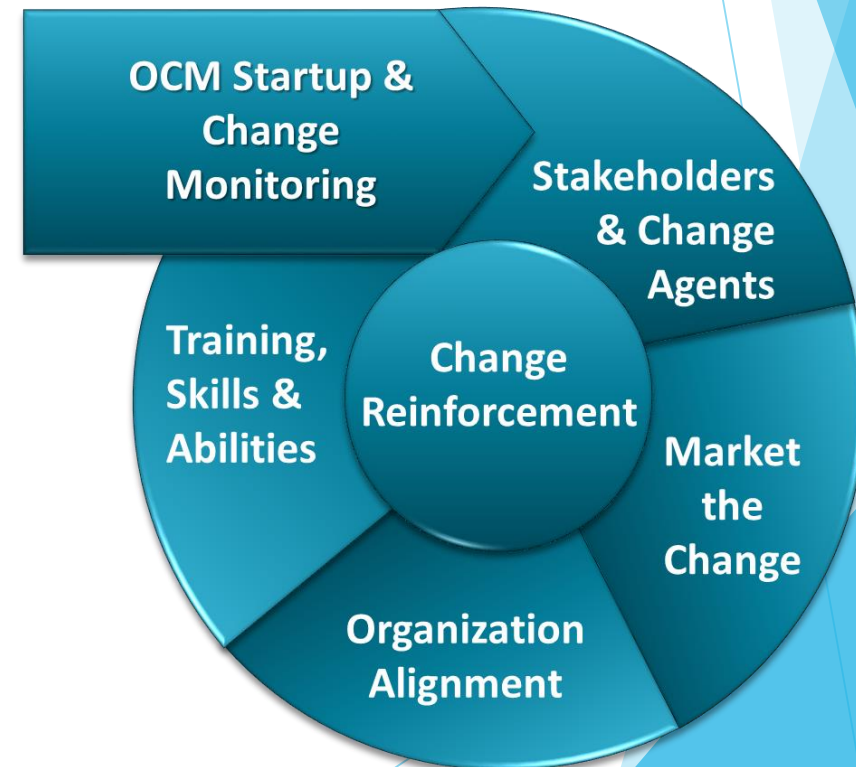 OCM Startup &
Change
Monitoring
Stakeholders
& Change
Agents
Market
the
Change
Organization
Alignment
Training,
Skills &
Abilities
Change
Reinforcement